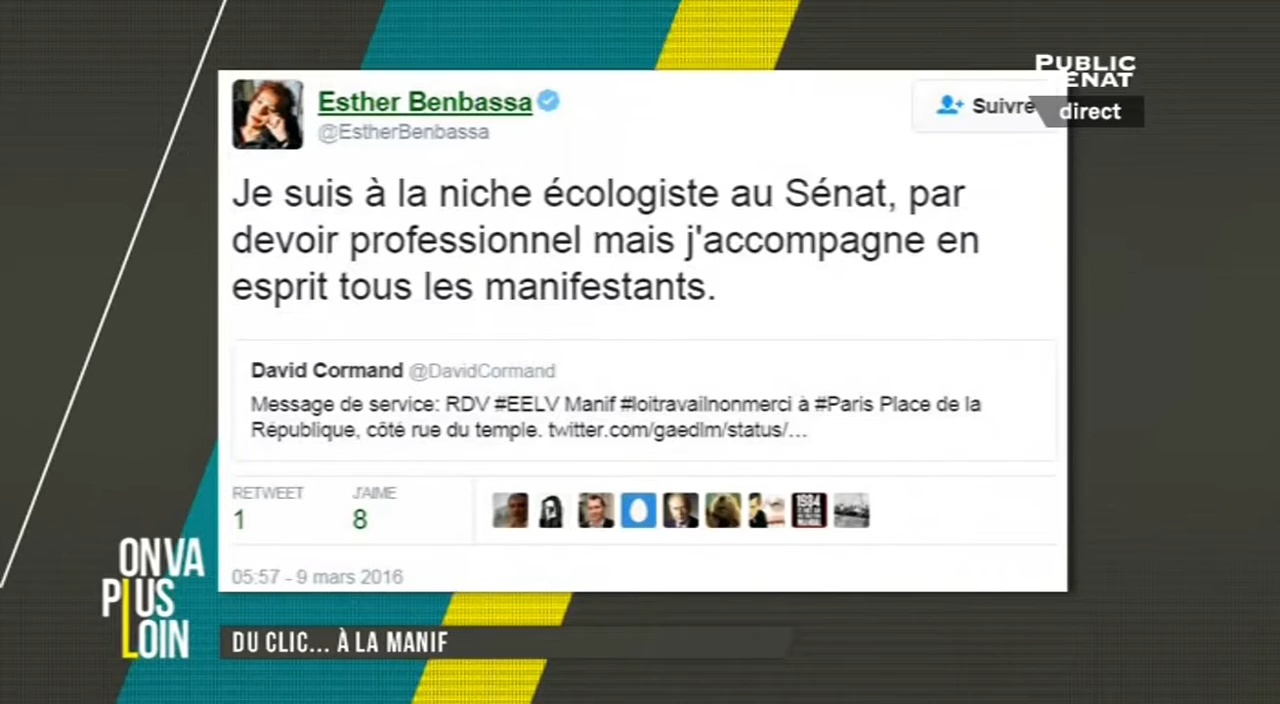 PUBLIC
SÉNAT
direct
Esther Benbassa
@EstherBenbassa
Suivre
Je suis à la niche écologiste au Sénat, par
devoir professionnel mais j'accompagne en
esprit tous les manifestants.
David Cormand @DavidCormand
Message de service: RDV #EELV Manif #loitravailnonmerci à #Paris Place de la
République, côté rue du temple. twitter.com/gaedlm/status/...
RETWEET
J'AIME
1
8
1984
05:57 - 9 mars 2016
ON VA
PLUS
LOIN
DU CLIC... À LA MANIF